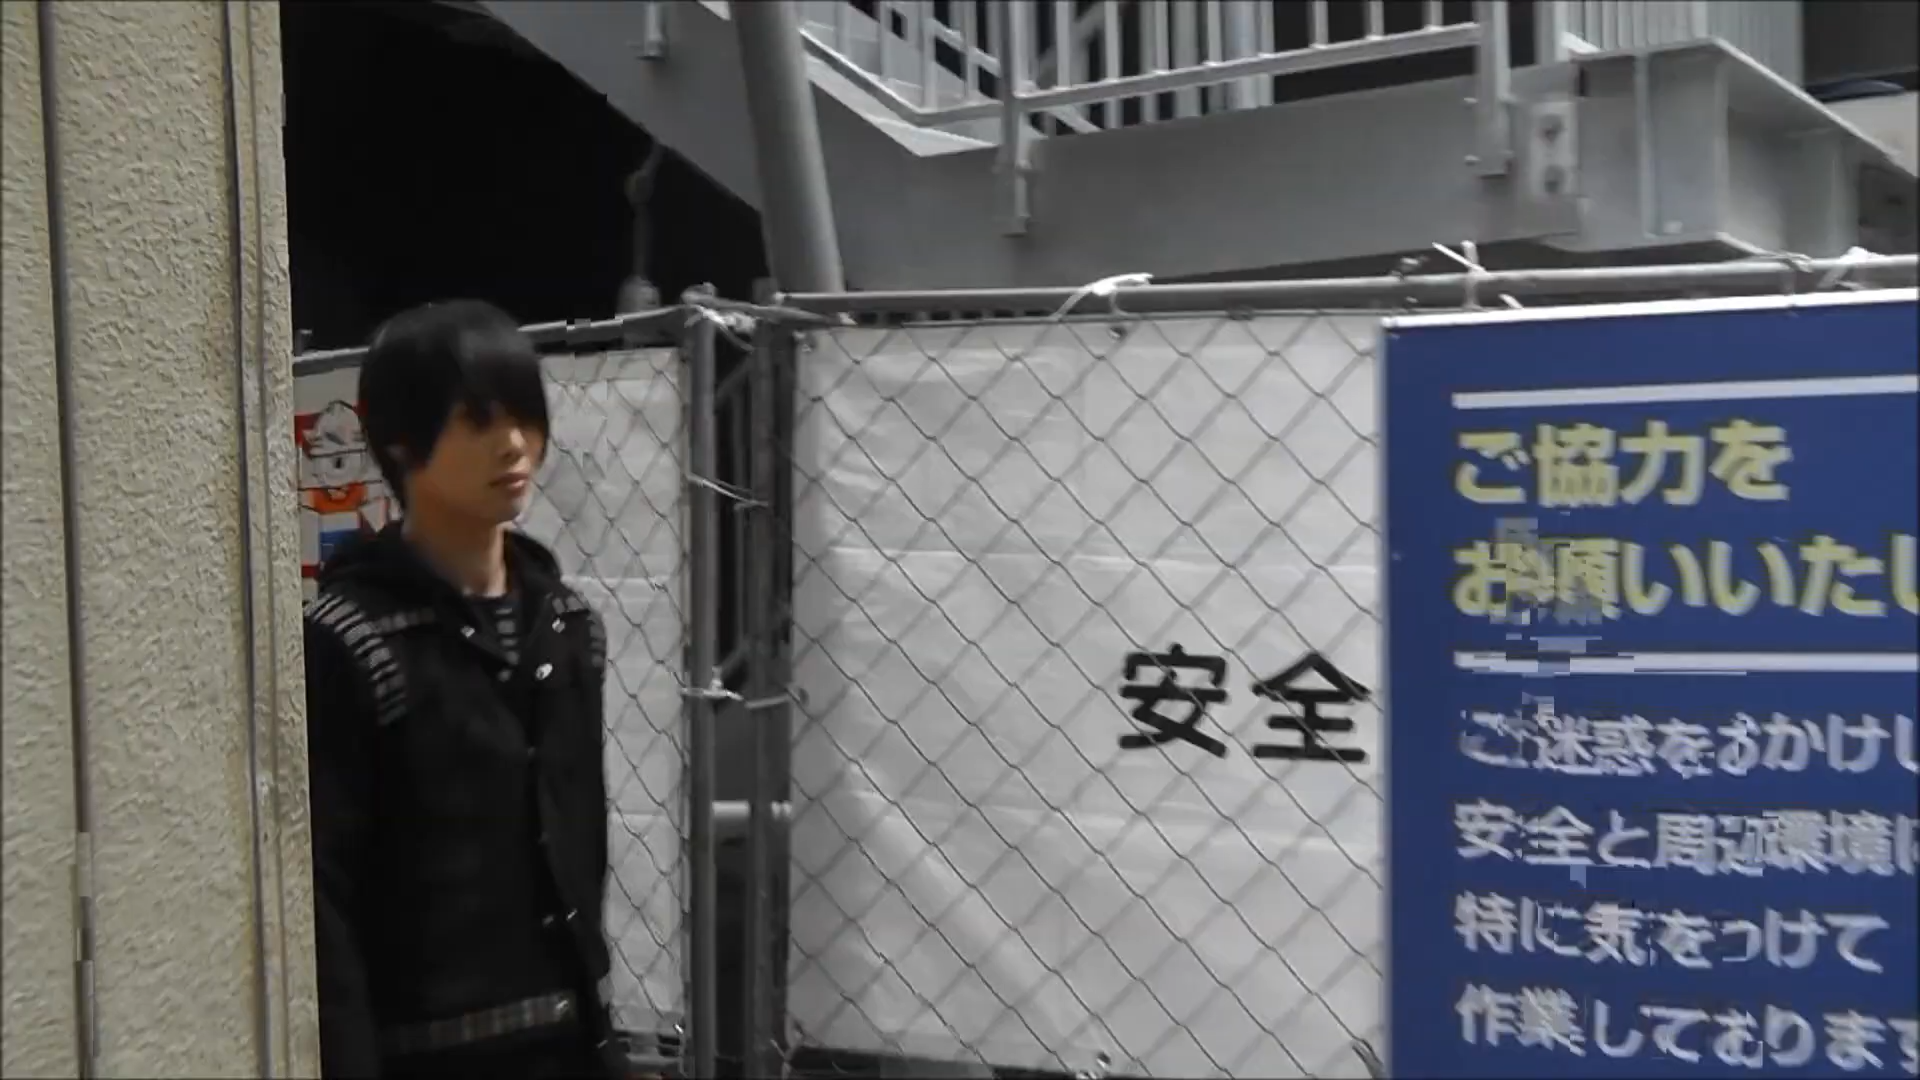 安全
ご協力を
お願いいたし
ご迷惑をおかけし
安全と周辺環境に
特に気をつけて
作業しております